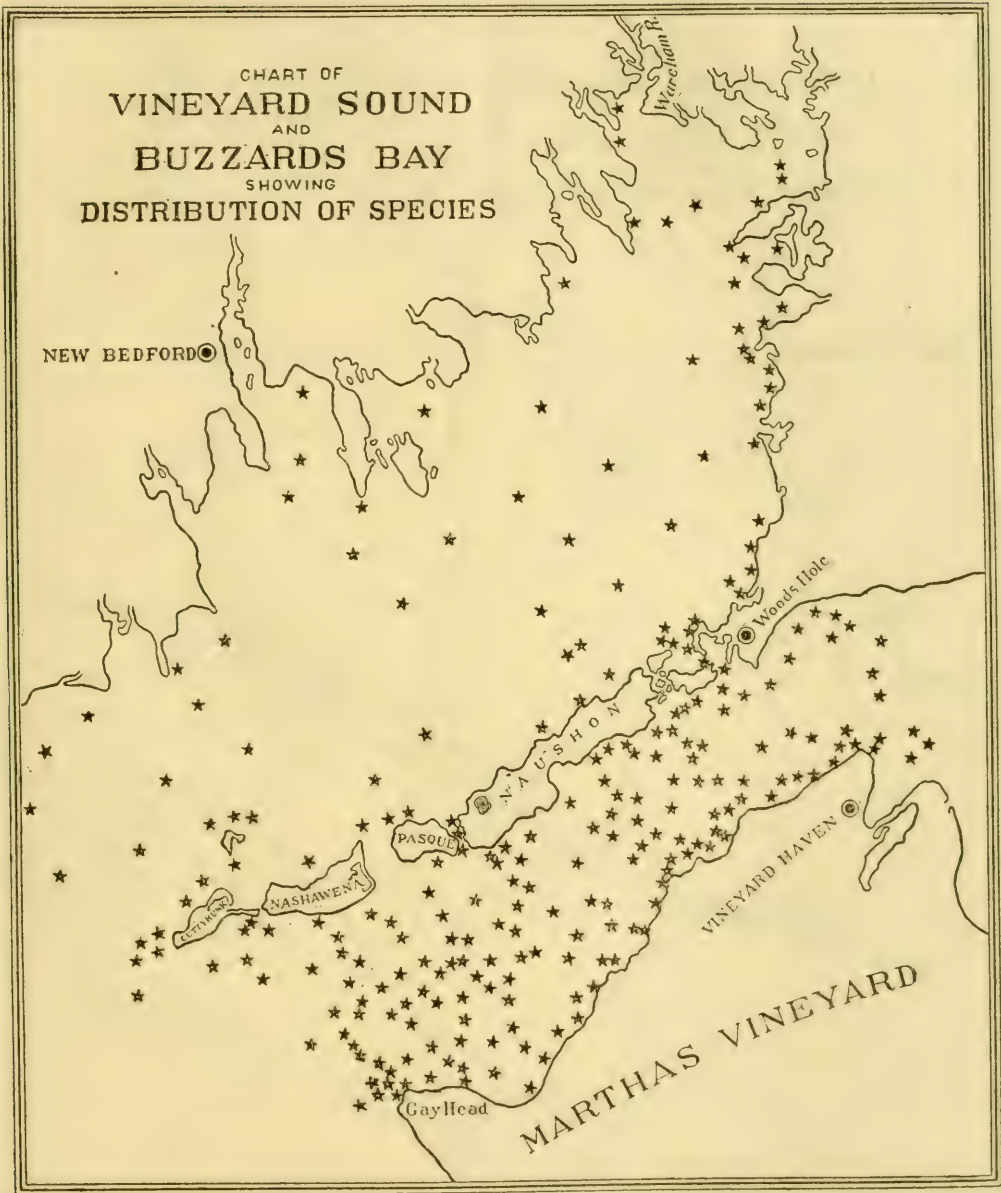 CHART OF
VINEYARD SOUND
AND
BUZZARDS BAY
SHOWING
DISTRIBUTION OF SPECIES
Wareham R.
NEW BEDFORD
Woods Hole
NAUSHON
PASQUE
NASHAWENA
CUTTYHUNK
VINEYARD HAVEN
MARTHAS VINEYARD
Gay Head